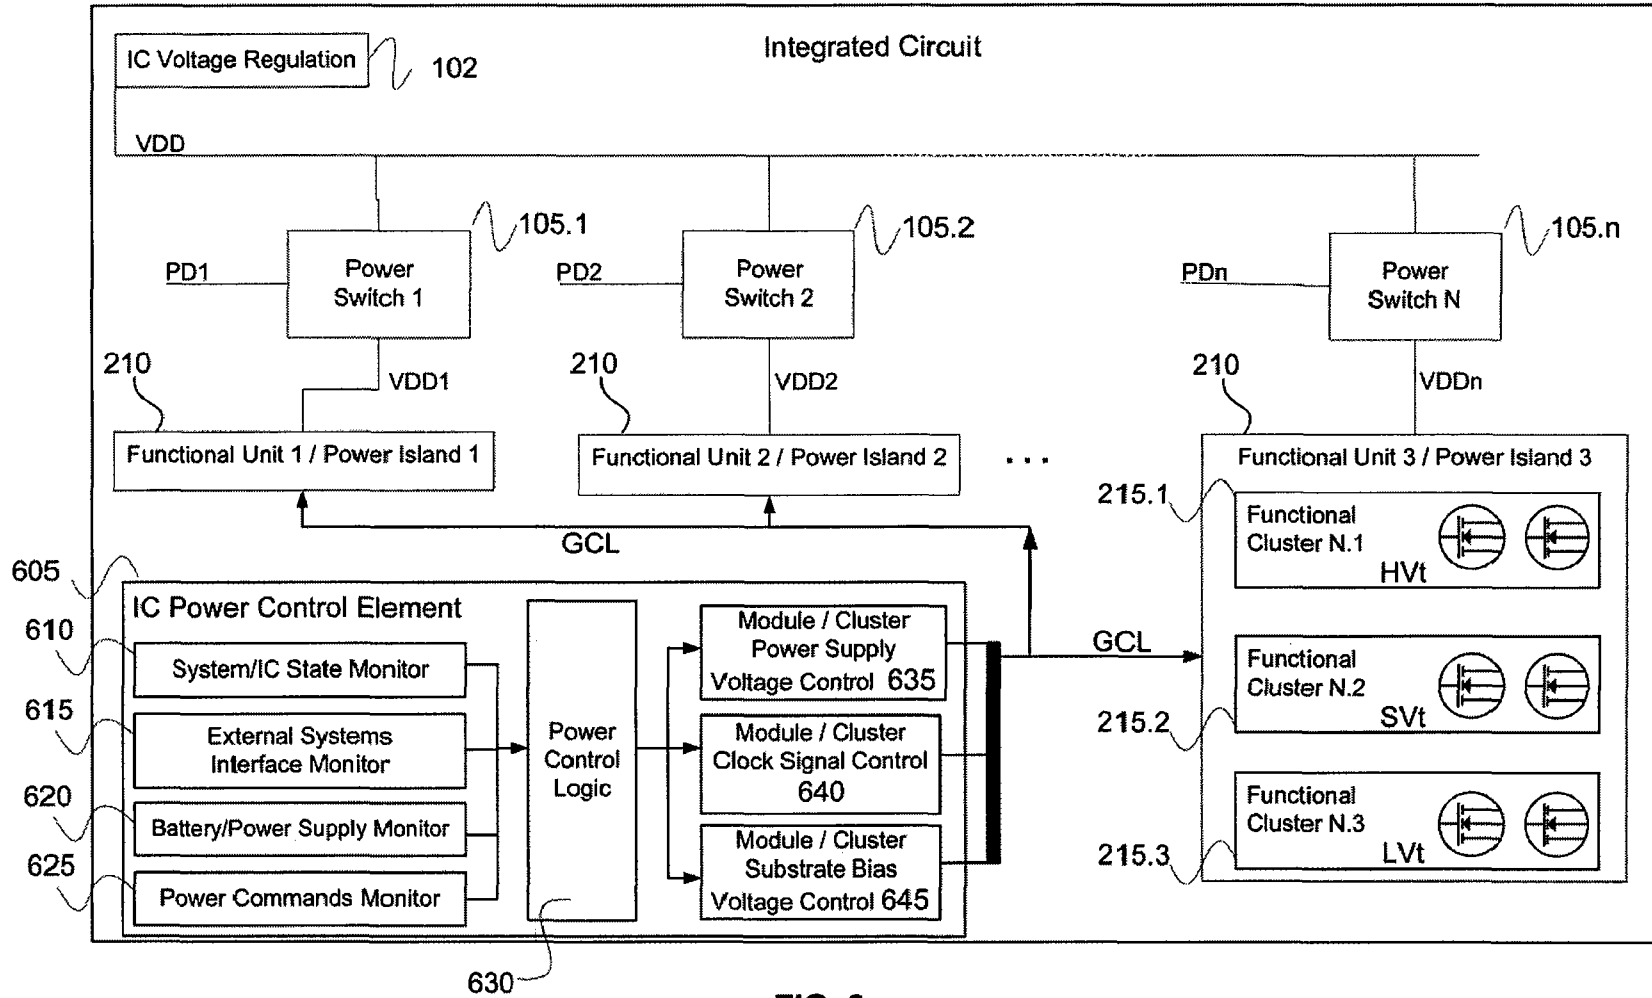 Integrated Circuit
IC Voltage Regulation
102
VDD
105.1
105.2
105.n
PD1
Power
Switch 1
PD2
Power
Switch 2
PDn
Power
Switch N
210
VDD1
210
VDD2
210
VDDn
Functional Unit 1 / Power Island 1
Functional Unit 2 / Power Island 2
...
Functional Unit 3 / Power Island 3
215.1
Functional
Cluster N.1
HVt
GCL
605
IC Power Control Element
610
System/IC State Monitor
615
External Systems
Interface Monitor
620
Battery/Power Supply Monitor
625
Power Commands Monitor
Power
Control
Logic
630
Module / Cluster
Power Supply
Voltage Control 635
Module / Cluster
Clock Signal Control
640
Module / Cluster
Substrate Bias
Voltage Control 645
GCL
Functional
Cluster N.2
SVt
215.2
Functional
Cluster N.3
LVt
215.3